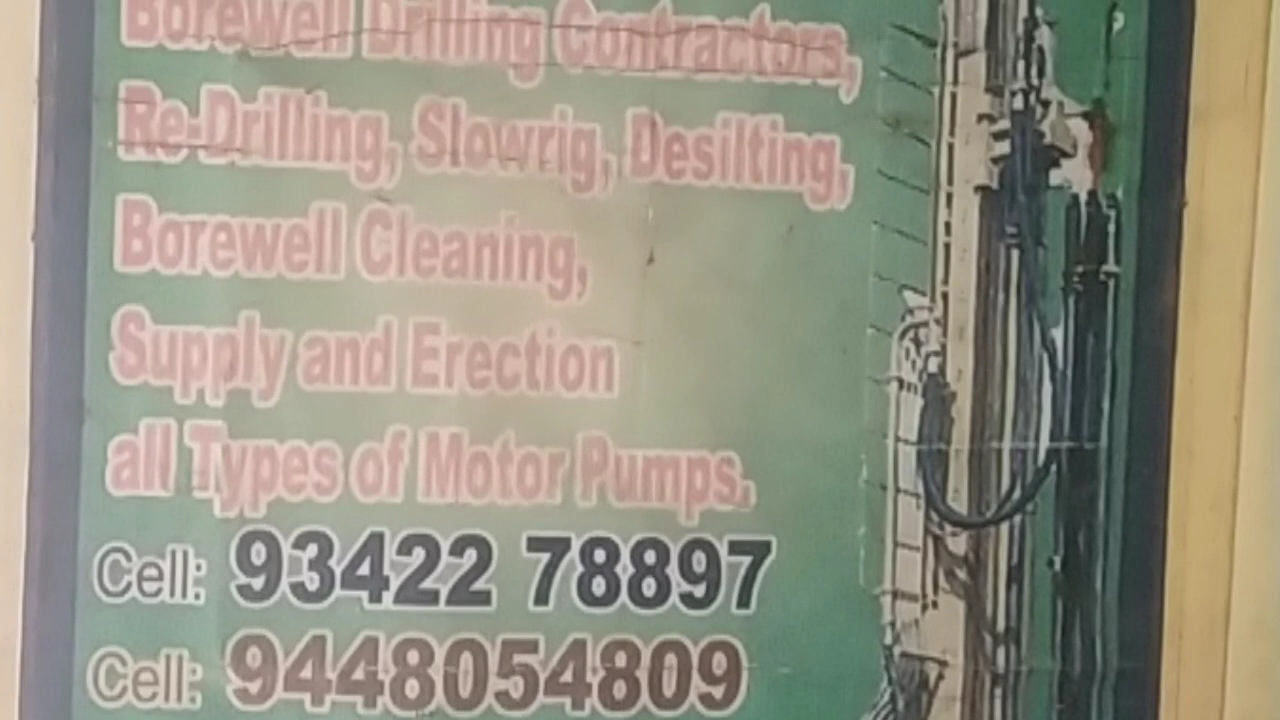 Borewell Drilling Contractors,
Re-Drilling, Slowrig, Desilting,
Borewell Cleaning,
Supply and Erection
all Types of Motor Pumps.
Cell: 93422 78897
Cell: 9448054809